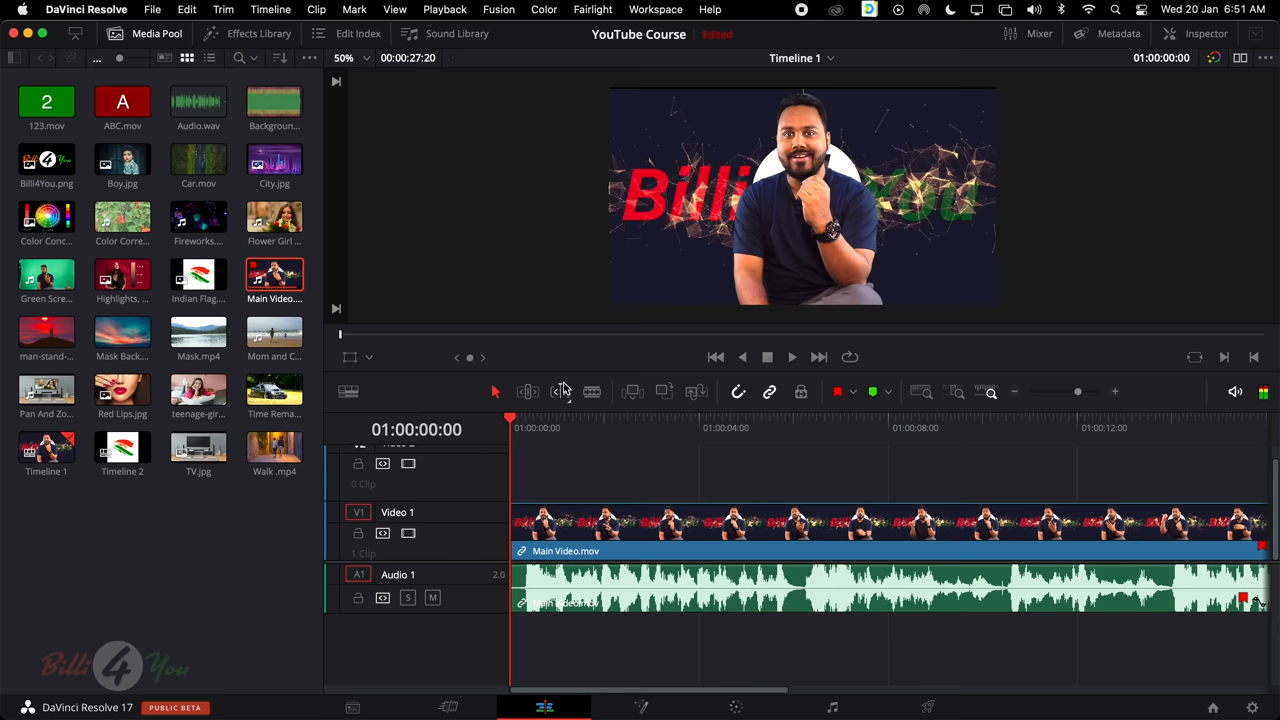 DaVinci Resolve File Edit Trim Timeline Clip Mark View Playback Fusion Color Fairlight Workspace Help Wed 20 Jan 6:51 AM
Media Pool Effects Library Edit Index Sound Library YouTube Course Edited Mixer Metadata Inspector
... 50% 00:00:27:20 Timeline 1 01:00:00:00
2 A
123.mov ABC.mov Audio.wav Backgroun...
Billi4You.png Boy.jpg Car.mov City.jpg
Color Conc... Color Corre... Fireworks.... Flower Girl ...
Green Scre... Highlights, ... Indian Flag.... Main Video....
man-stand-... Mask Back.... Mask.mp4 Mom and C...
Pan And Zo... Red Lips.jpg teenage-gir... TIme Rema...
Timeline 1 Timeline 2 TV.jpg Walk .mp4
Billi You
01:00:00:00 01:00:00:00 01:00:04:00 01:00:08:00 01:00:12:00
0 Clip
V1 Video 1
1 Clip
Main Video.mov
A1 Audio 1 2.0
S M
Main Video.mov
Billi 4 You
DaVinci Resolve 17 PUBLIC BETA